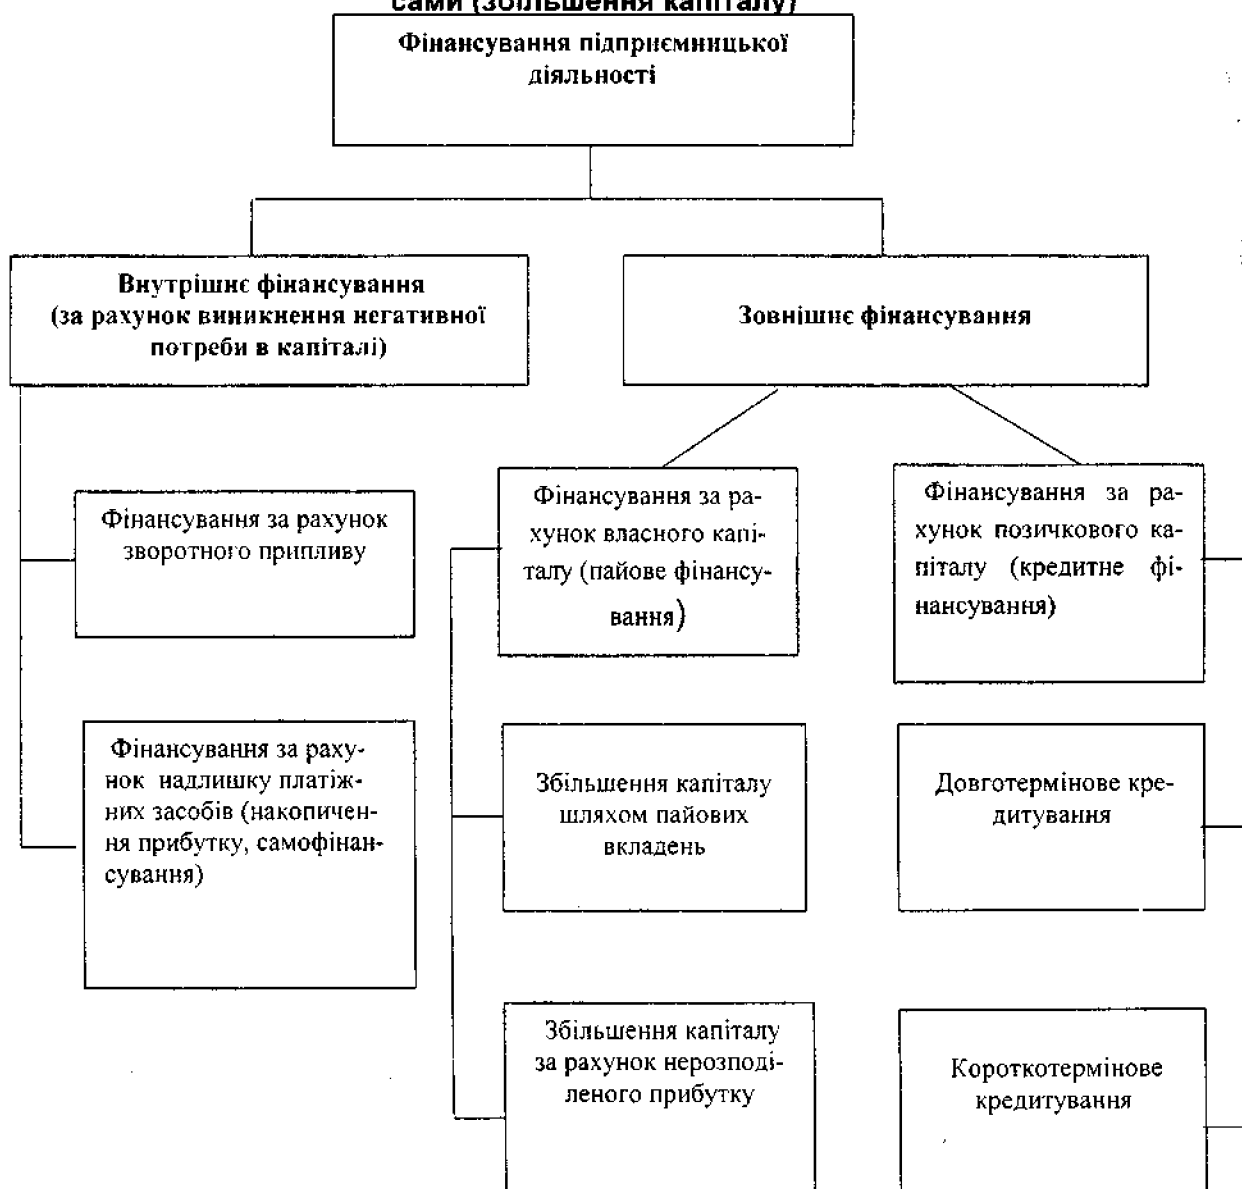 сами (збільшення капіталу)
Фінансування підприємницької
діяльності
Внутрішнє фінансування
(за рахунок виникнення негативної
потреби в капіталі)
Зовнішнє фінансування
Фінансування за рахунок
зворотного припливу
Фінансування за раху-
нок надлишку платіж-
них засобів (накопичен-
ня прибутку, самофінан-
сування)
Фінансування за ра-
хунок власного капі-
талу (пайове фінансу-
вання)
Збільшення капіталу
шляхом пайових
вкладень
Збільшення капіталу
за рахунок нерозподі-
леного прибутку
Фінансування за ра-
хунок позичкового ка-
піталу (кредитне фі-
нансування)
Довготермінове кре-
дитування
Короткотермінове
кредитування